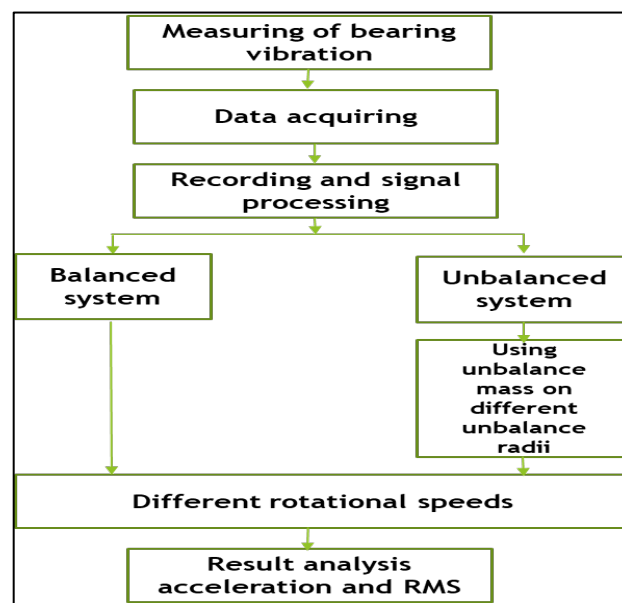 Measuring of bearing
vibration
Data acquiring
Recording and signal
processing
Balanced
system
Unbalanced
system
Using
unbalance
mass on
different
unbalance
radii
Different rotational speeds
Result analysis
acceleration and RMS